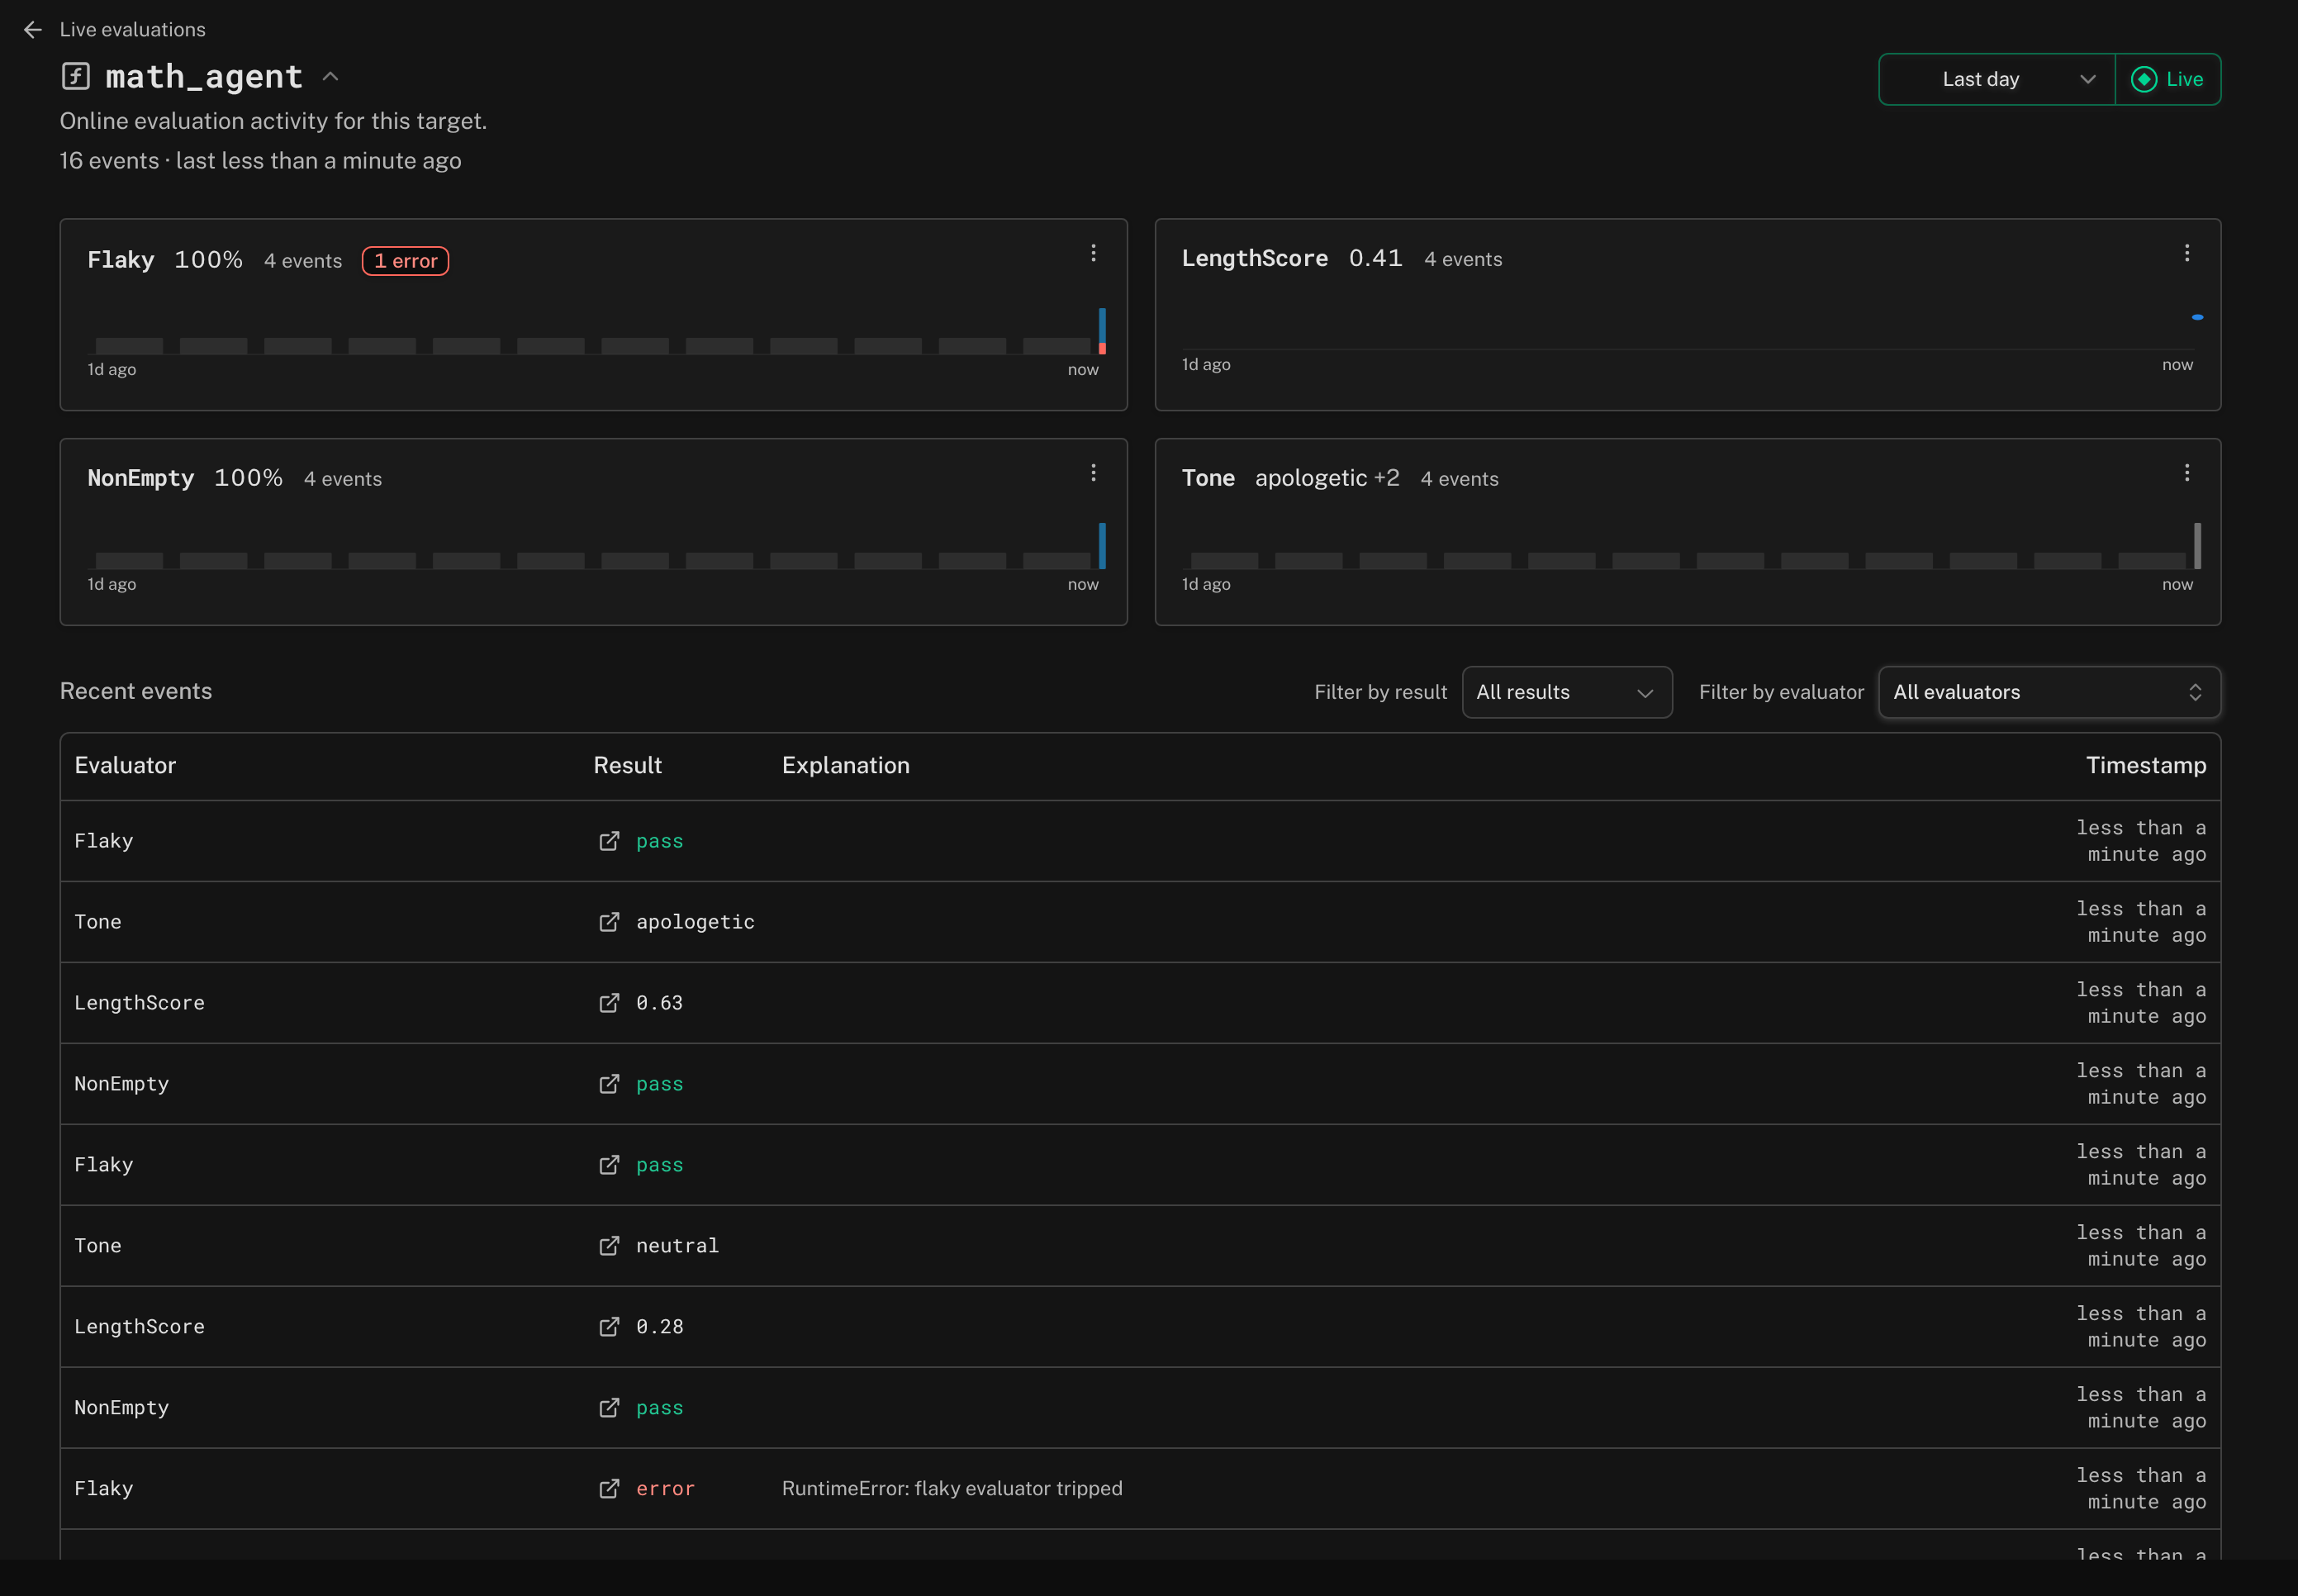 Live evaluations
math_agent
Last day
Live
Online evaluation activity for this target.
16 events · last less than a minute ago
Flaky 100% 4 events 1 error
1d ago now
LengthScore 0.41 4 events
1d ago now
NonEmpty 100% 4 events
1d ago now
Tone apologetic +2 4 events
1d ago now
Recent events
Filter by result All results Filter by evaluator All evaluators
Evaluator Result Explanation Timestamp
Flaky pass less than a
minute ago
Tone apologetic less than a
minute ago
LengthScore 0.63 less than a
minute ago
NonEmpty pass less than a
minute ago
Flaky pass less than a
minute ago
Tone neutral less than a
minute ago
LengthScore 0.28 less than a
minute ago
NonEmpty pass less than a
minute ago
Flaky error RuntimeError: flaky evaluator tripped less than a
minute ago
less than a